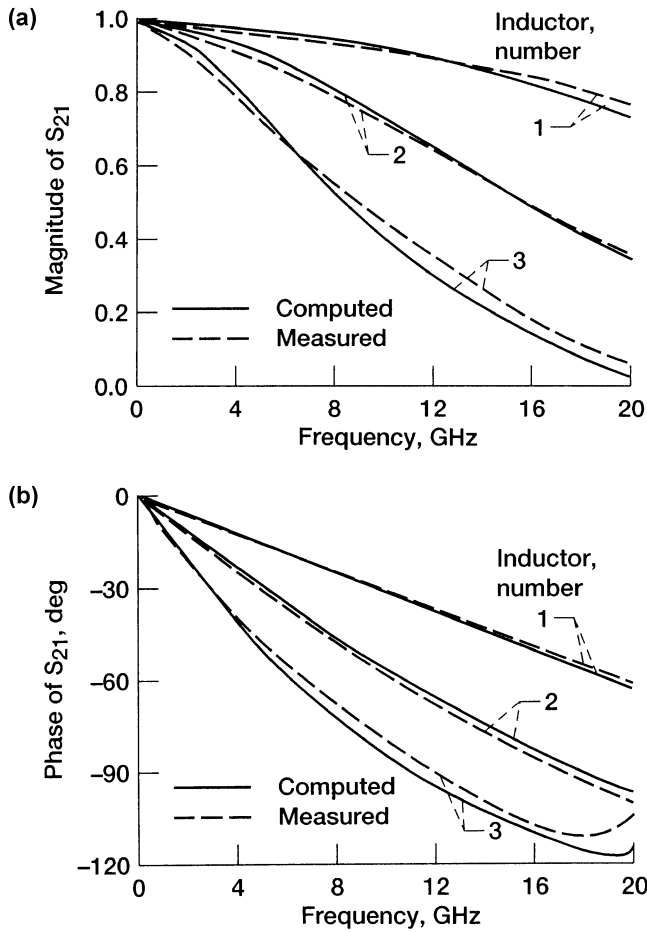 (a)
1.0
0.8
0.6
0.4
0.2
0.0
Magnitude of S21
Inductor,
number
1
2
3
Computed
Measured
0
4
8
12
16
20
Frequency, GHz
(b)
0
−30
−60
−90
−120
Phase of S21, deg
Inductor,
number
1
2
3
Computed
Measured
0
4
8
12
16
20
Frequency, GHz